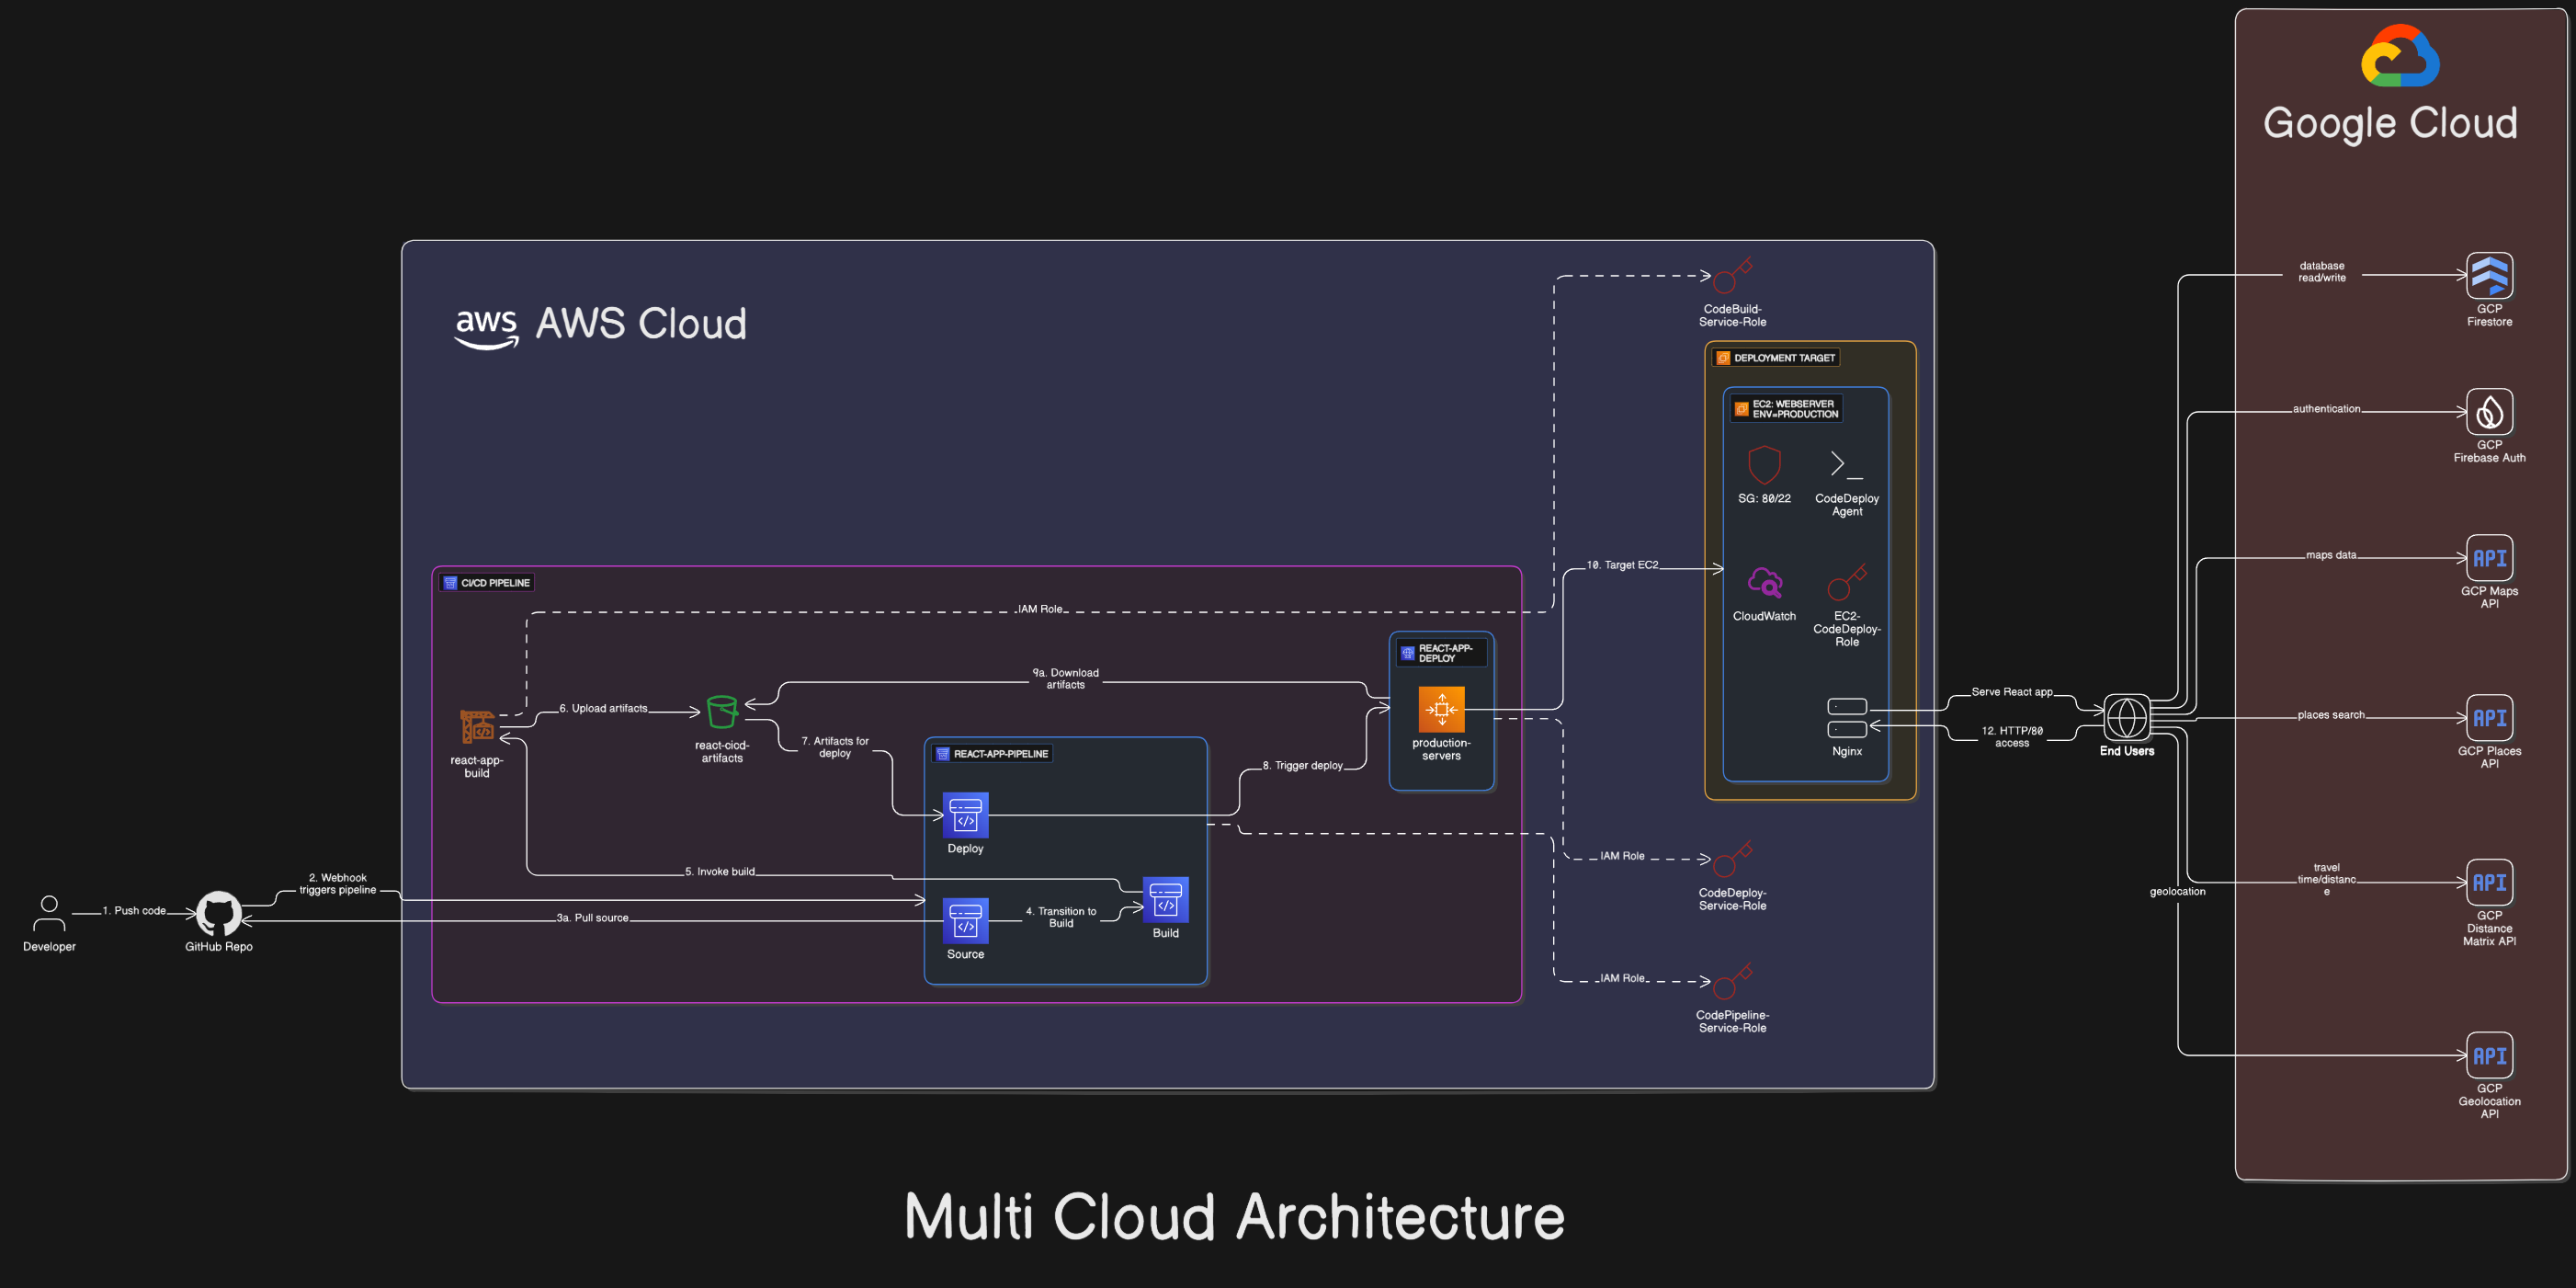 Google Cloud
aws
AWS Cloud
CodeBuild-
Service-Role
DEPLOYMENT TARGET
EC2: WEBSERVER
ENV=PRODUCTION
SG: 80/22
CodeDeploy
Agent
CloudWatch
EC2-
CodeDeploy-
Role
Nginx
CI/CD PIPELINE
IAM Role
10. Target EC2
REACT-APP-
DEPLOY
production-
servers
9a. Download
artifacts
6. Upload artifacts
react-app-
build
react-cicd-
artifacts
7. Artifacts for
deploy
REACT-APP-PIPELINE
8. Trigger deploy
Deploy
5. Invoke build
2. Webhook
triggers pipeline
1. Push code
Developer
GitHub Repo
3a. Pull source
Source
4. Transition to
Build
Build
IAM Role
CodeDeploy-
Service-Role
IAM Role
CodePipeline-
Service-Role
Serve React app
12. HTTP/80
access
End Users
database
read/write
GCP
Firestore
authentication
GCP
Firebase Auth
maps data
API
GCP Maps
API
places search
API
GCP Places
API
travel
time/distanc
e
API
GCP
Distance
Matrix API
geolocation
API
GCP
Geolocation
API
Multi Cloud Architecture